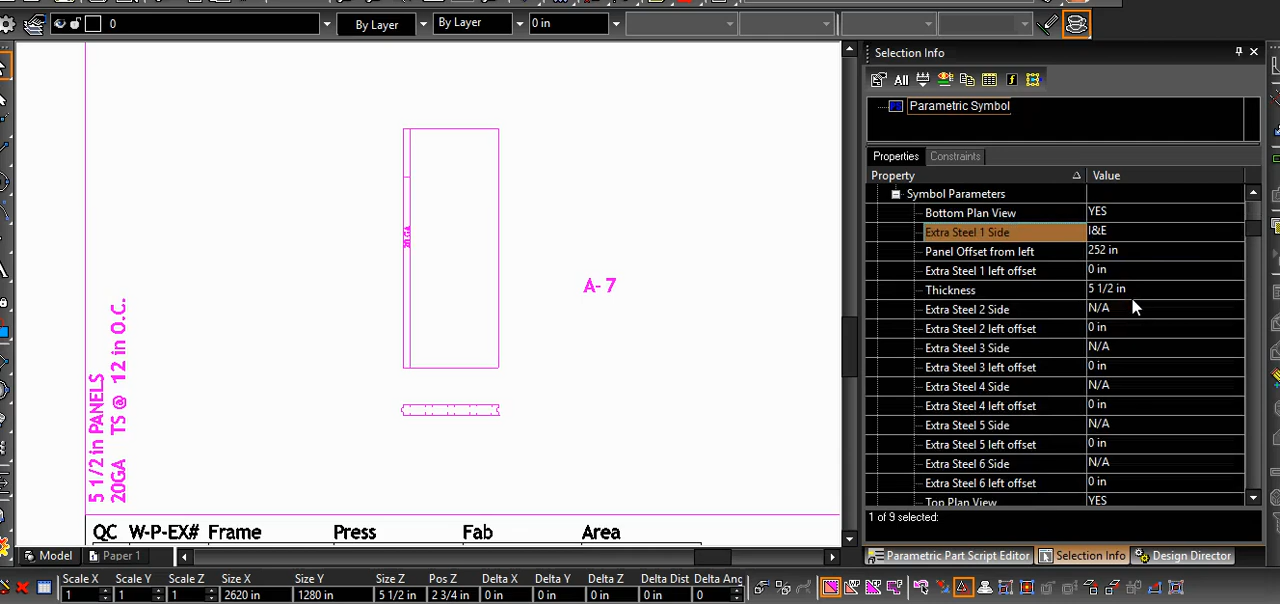 0
By Layer
By Layer
0 in
Selection Info
All
Parametric Symbol
Properties
Constraints
Property
Value
Symbol Parameters
Bottom Plan View
YES
Extra Steel 1 Side
I&E
Panel Offset from left
252 in
Extra Steel 1 left offset
0 in
Thickness
5 1/2 in
Extra Steel 2 Side
N/A
Extra Steel 2 left offset
0 in
Extra Steel 3 Side
N/A
Extra Steel 3 left offset
0 in
Extra Steel 4 Side
N/A
Extra Steel 4 left offset
0 in
Extra Steel 5 Side
N/A
Extra Steel 5 left offset
0 in
Extra Steel 6 Side
N/A
Extra Steel 6 left offset
0 in
Top Plan View
YES
1 of 9 selected:
Parametric Part Script Editor
Selection Info
Design Director
20 GA
A- 7
5 1/2 in PANELS
20GA TS @ 12 in O.C.
QC W-P-EX# Frame Press Fab Area
Model
Paper 1
Scale X Scale Y Scale Z Size X Size Y Size Z Pos Z Delta X Delta Y Delta Z Delta Dist Delta Ang
1 1 1 2620 in 1280 in 5 1/2 in 2 3/4 in 0 in 0 in 0 in 0 in 0